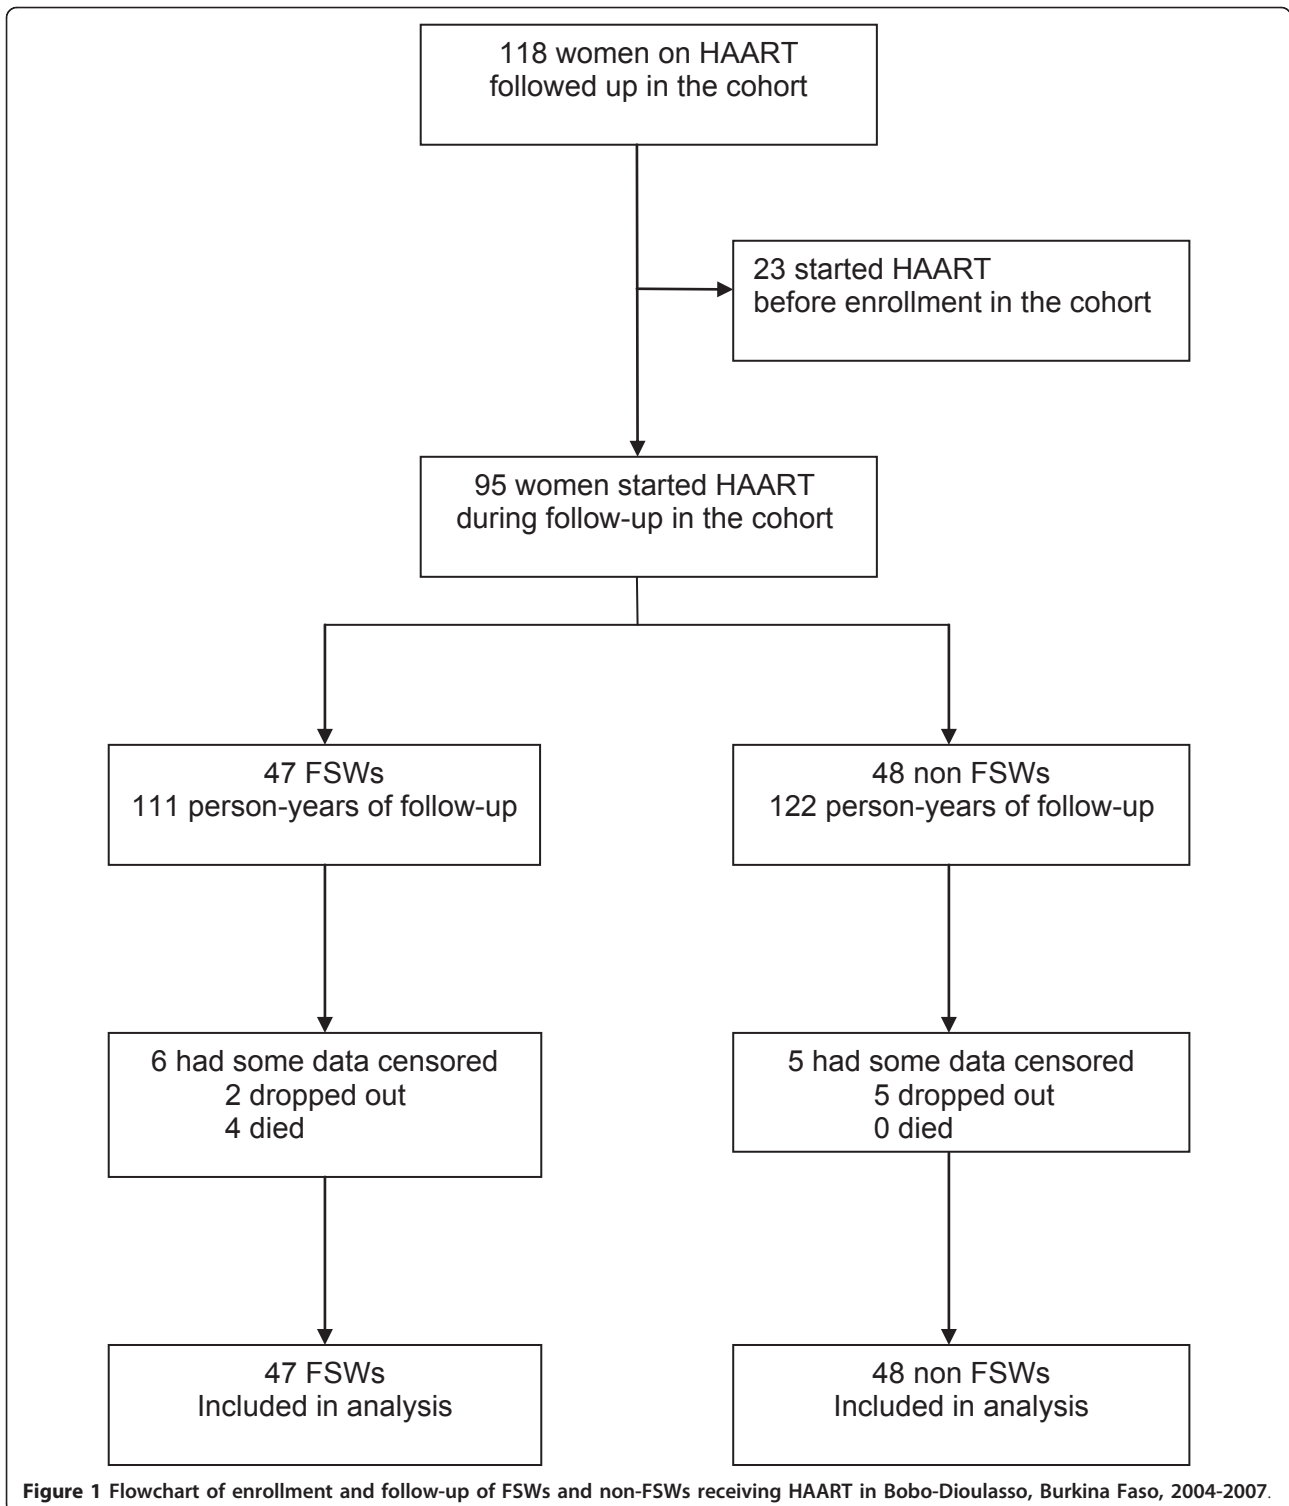 118 women on HAART
followed up in the cohort
23 started HAART
before enrollment in the cohort
95 women started HAART
during follow-up in the cohort
47 FSWs
111 person-years of follow-up
48 non FSWs
122 person-years of follow-up
6 had some data censored
2 dropped out
4 died
5 had some data censored
5 dropped out
0 died
47 FSWs
Included in analysis
48 non FSWs
Included in analysis
Figure 1 Flowchart of enrollment and follow-up of FSWs and non-FSWs receiving HAART in Bobo-Dioulasso, Burkina Faso, 2004-2007.